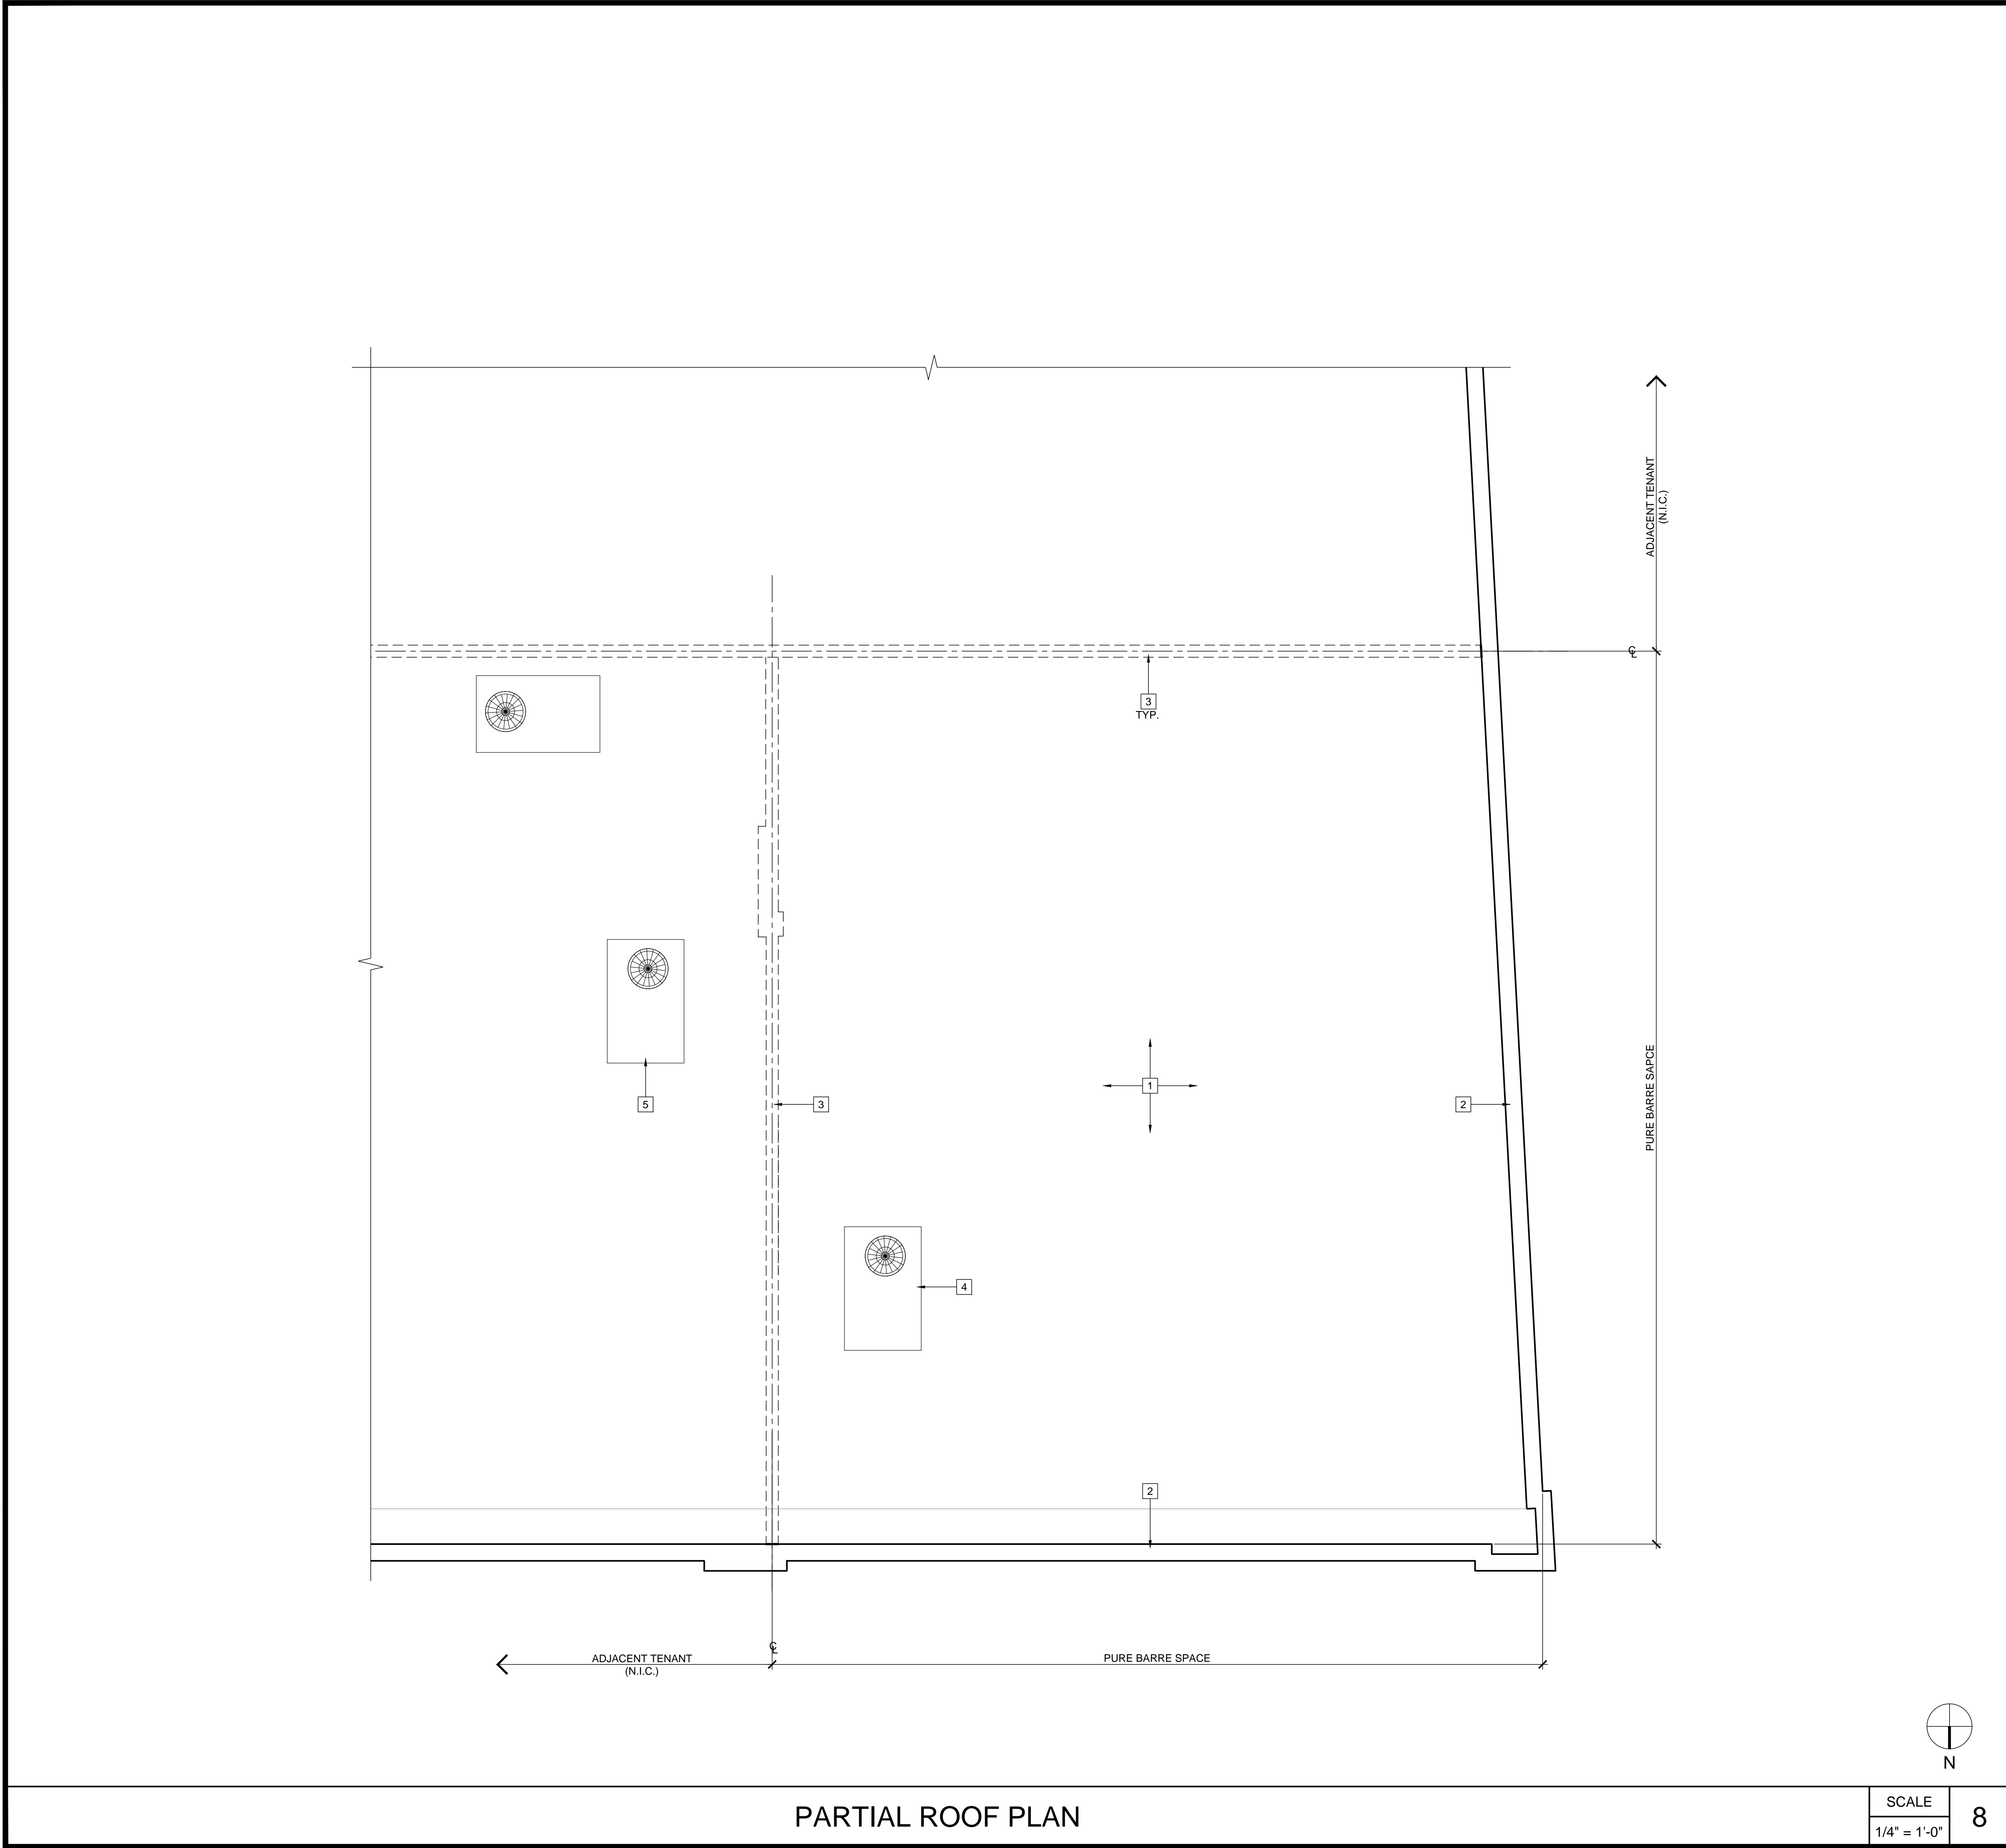 ADJACENT TENANT
(N.I.C.)
℄
3
TYP.
PURE BARRE SAPCE
1
5
3
2
4
2
℄
ADJACENT TENANT
(N.I.C.)
PURE BARRE SPACE
N
PARTIAL ROOF PLAN
SCALE
1/4" = 1'-0"
8